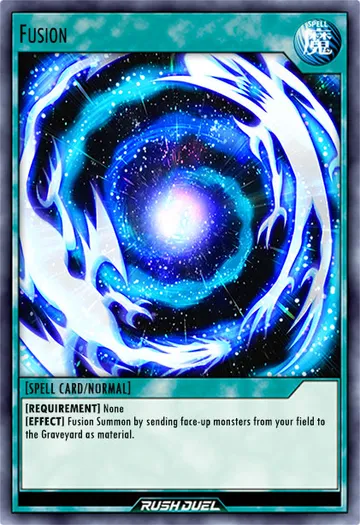 Fusion
SPELL
魔
[SPELL CARD/NORMAL]
[REQUIREMENT] None
[EFFECT] Fusion Summon by sending face-up monsters from your field to
the Graveyard as material.
RUSH DUEL